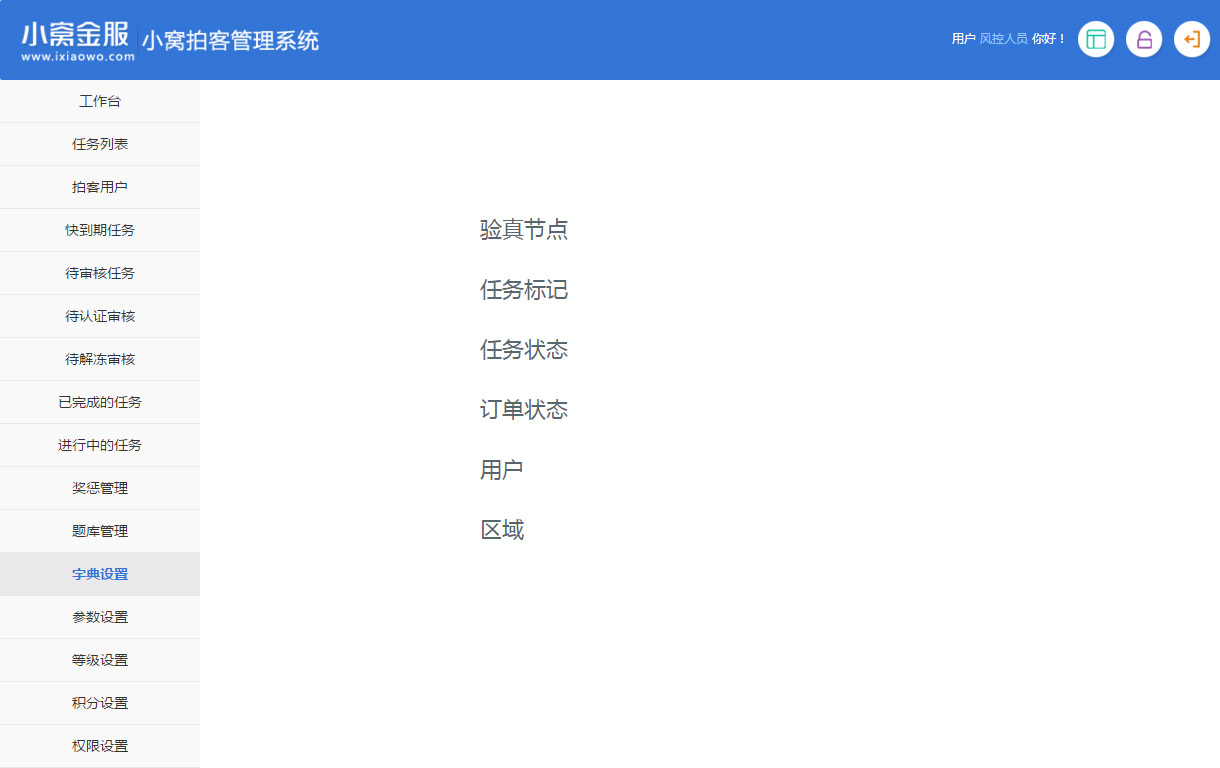 小窝金服
www.ixiaowo.com
小窝拍客管理系统
用户 风控人员 你好！
工作台
任务列表
拍客用户
快到期任务
待审核任务
待认证审核
待解冻审核
已完成的任务
进行中的任务
奖惩管理
题库管理
字典设置
参数设置
等级设置
积分设置
权限设置
验真节点
任务标记
任务状态
订单状态
用户
区域